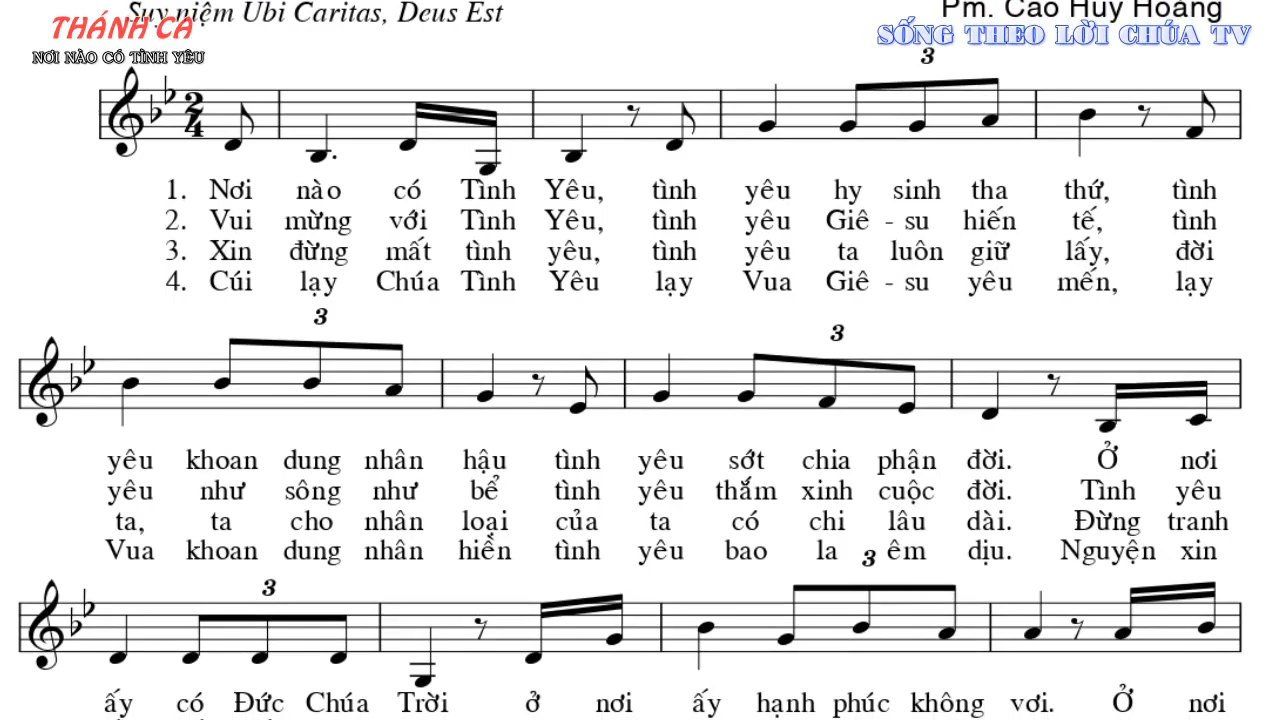 Suy niệm Ubi Caritas, Deus Est
Pm. Cao Huy Hoàng
THÁNH CA
NƠI NÀO CÓ TÌNH YÊU
SỐNG THEO LỜI CHÚA TV
3
2
4
1. Nơi nào có Tình Yêu, tình yêu hy sinh tha thứ, tình
2. Vui mừng với Tình Yêu, tình yêu Giê - su hiến tế, tình
3. Xin đừng mất tình yêu, tình yêu ta luôn giữ lấy, đời
4. Cúi lạy Chúa Tình Yêu lạy Vua Giê - su yêu mến, lạy
3 3
yêu khoan dung nhân hậu tình yêu sớt chia phận đời. Ở nơi
yêu như sông như bể tình yêu thắm xinh cuộc đời. Tình yêu
ta, ta cho nhân loại của ta có chi lâu dài. Đừng tranh
Vua khoan dung nhân hiền tình yêu bao la êm dịu. Nguyện xin
3 3
ấy có Đức Chúa Trời ở nơi ấy hạnh phúc không vơi. Ở nơi